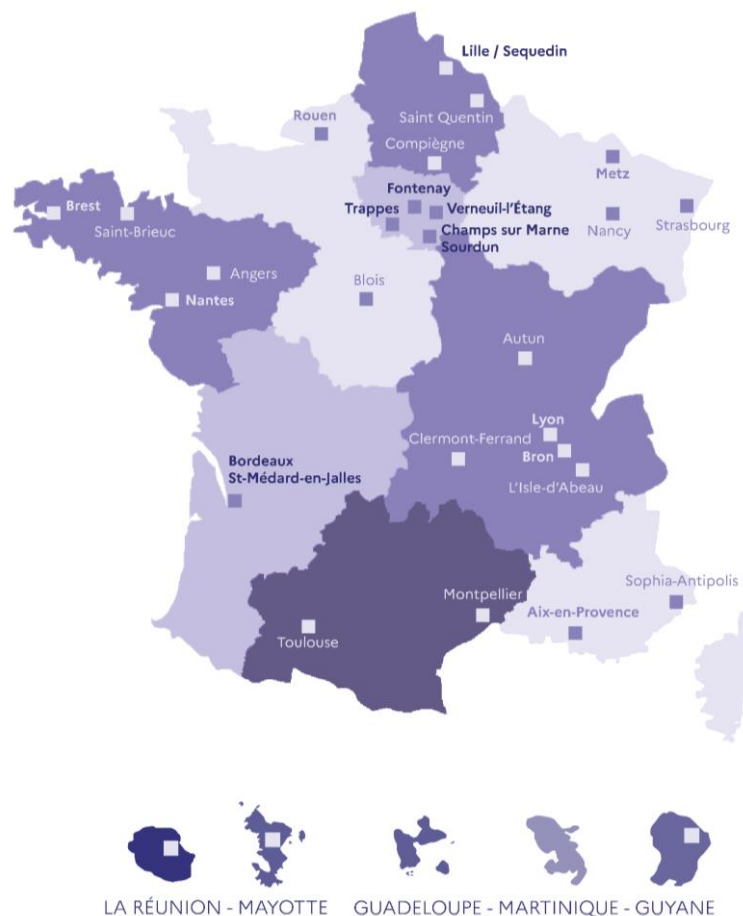 Lille / Sequedin
Saint Quentin
Rouen
Compiègne
Metz
Fontenay
Brest
Trappes
Verneuil-l'Étang
Saint-Brieuc
Champs sur Marne
Sourdun
Nancy
Strasbourg
Angers
Nantes
Blois
Autun
Lyon
Clermont-Ferrand
Bron
Bordeaux
St-Médard-en-Jalles
L'Isle-d'Abeau
Sophia-Antipolis
Montpellier
Aix-en-Provence
Toulouse
LA RÉUNION - MAYOTTE
GUADELOUPE - MARTINIQUE - GUYANE